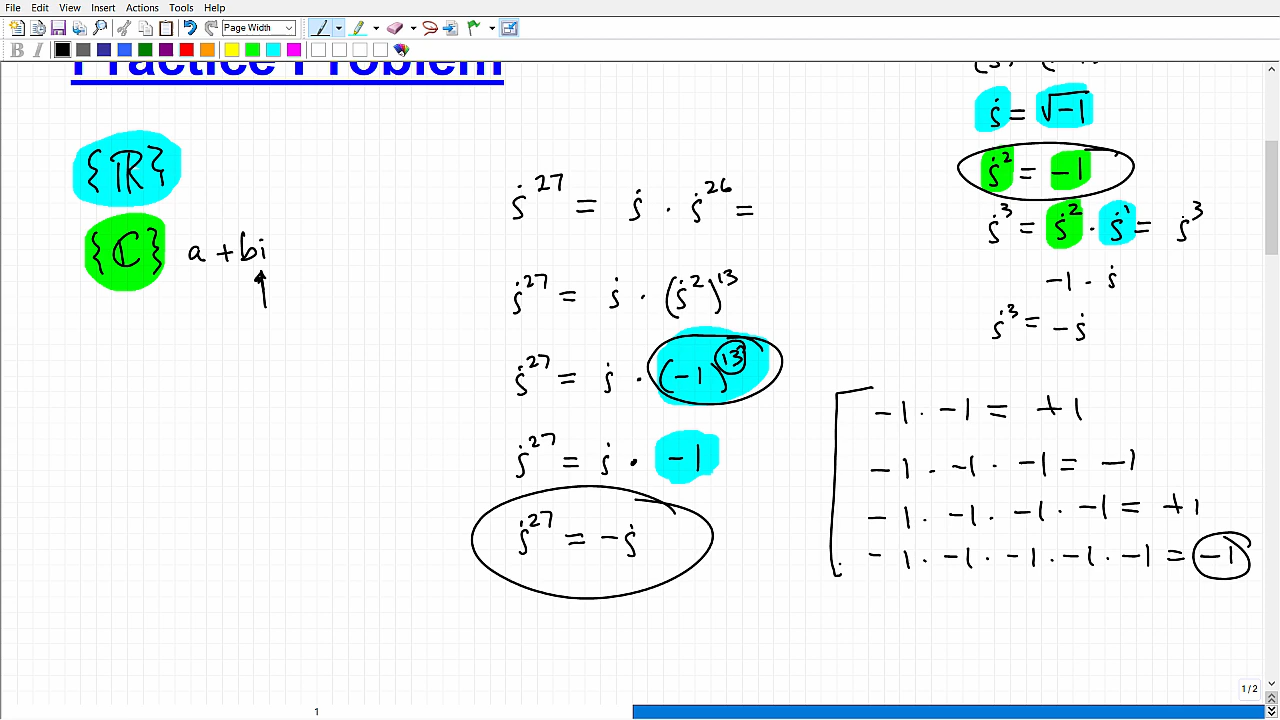 File Edit View Insert Actions Tools Help
Page Width
B I
Practice Problem
{ℝ}
{ℂ} a + bi
i²⁷ = i · i²⁶ =
i²⁷ = i · (i²)¹³
i²⁷ = i · (-1)¹³
i²⁷ = i · -1
i²⁷ = -i
i = √-1
i² = -1
i³ = i² · i¹ = i³
-1 · i
i³ = -i
-1 · -1 = +1
-1 · -1 · -1 = -1
-1 · -1 · -1 · -1 = +1
-1 · -1 · -1 · -1 · -1 = -1
1/2
1